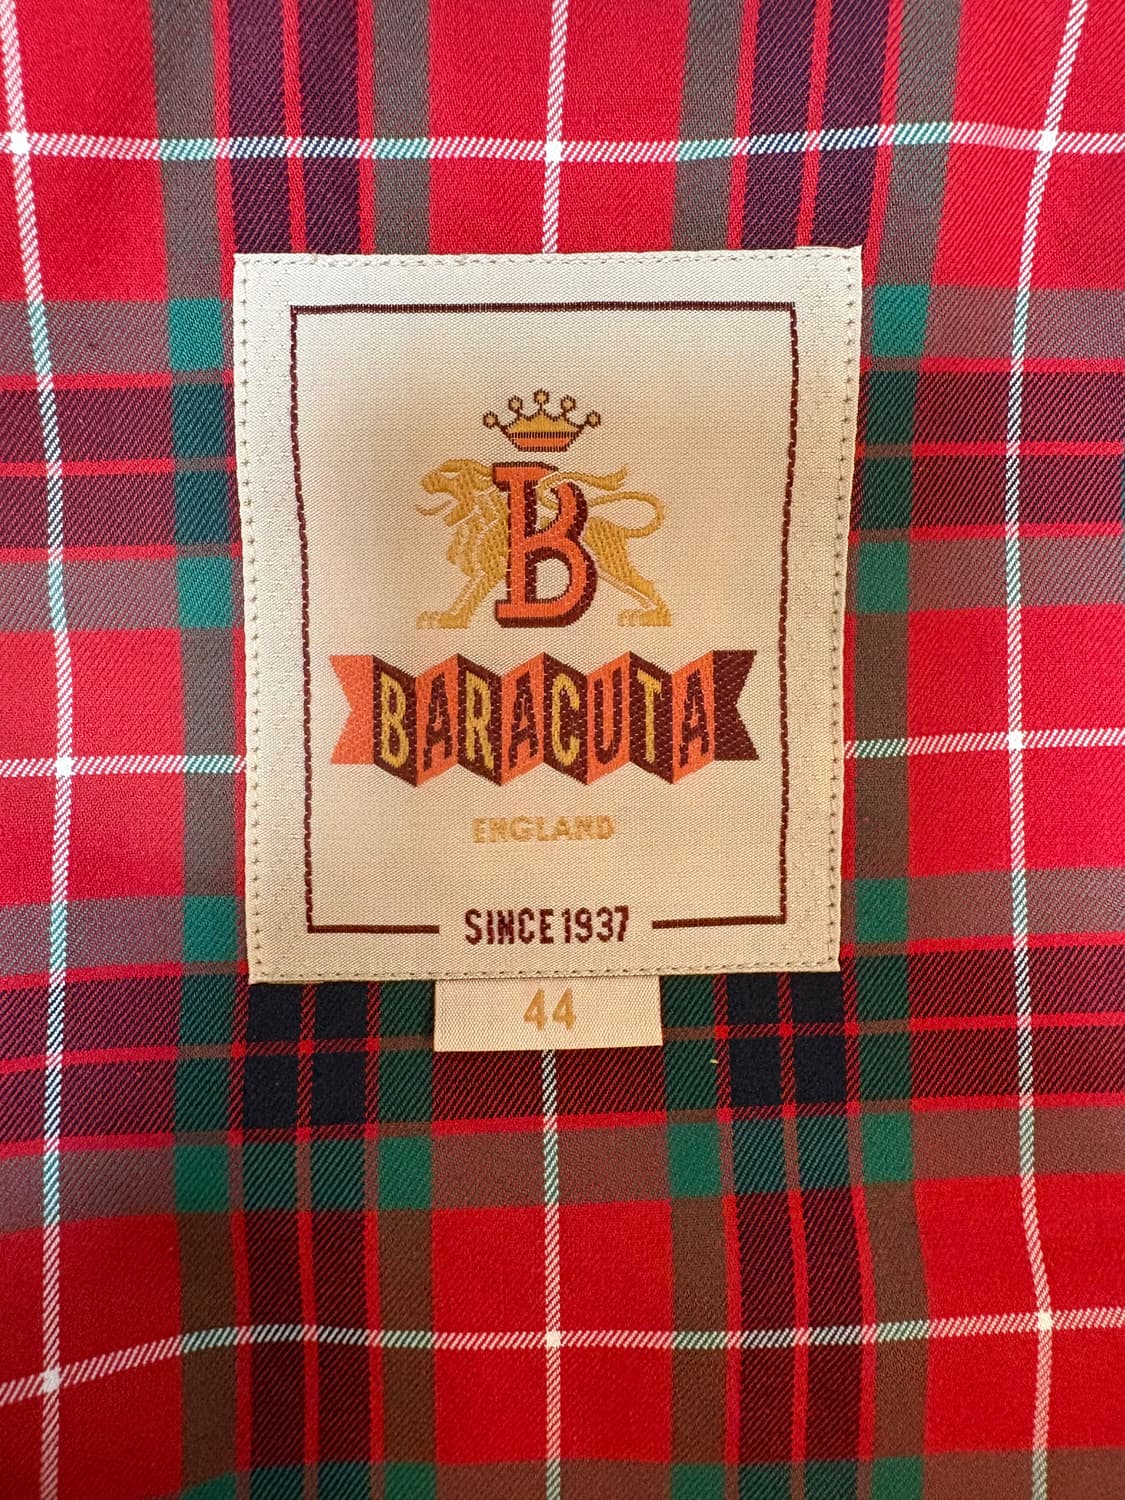 B
BARACUTA
ENGLAND
SINCE 1937
44